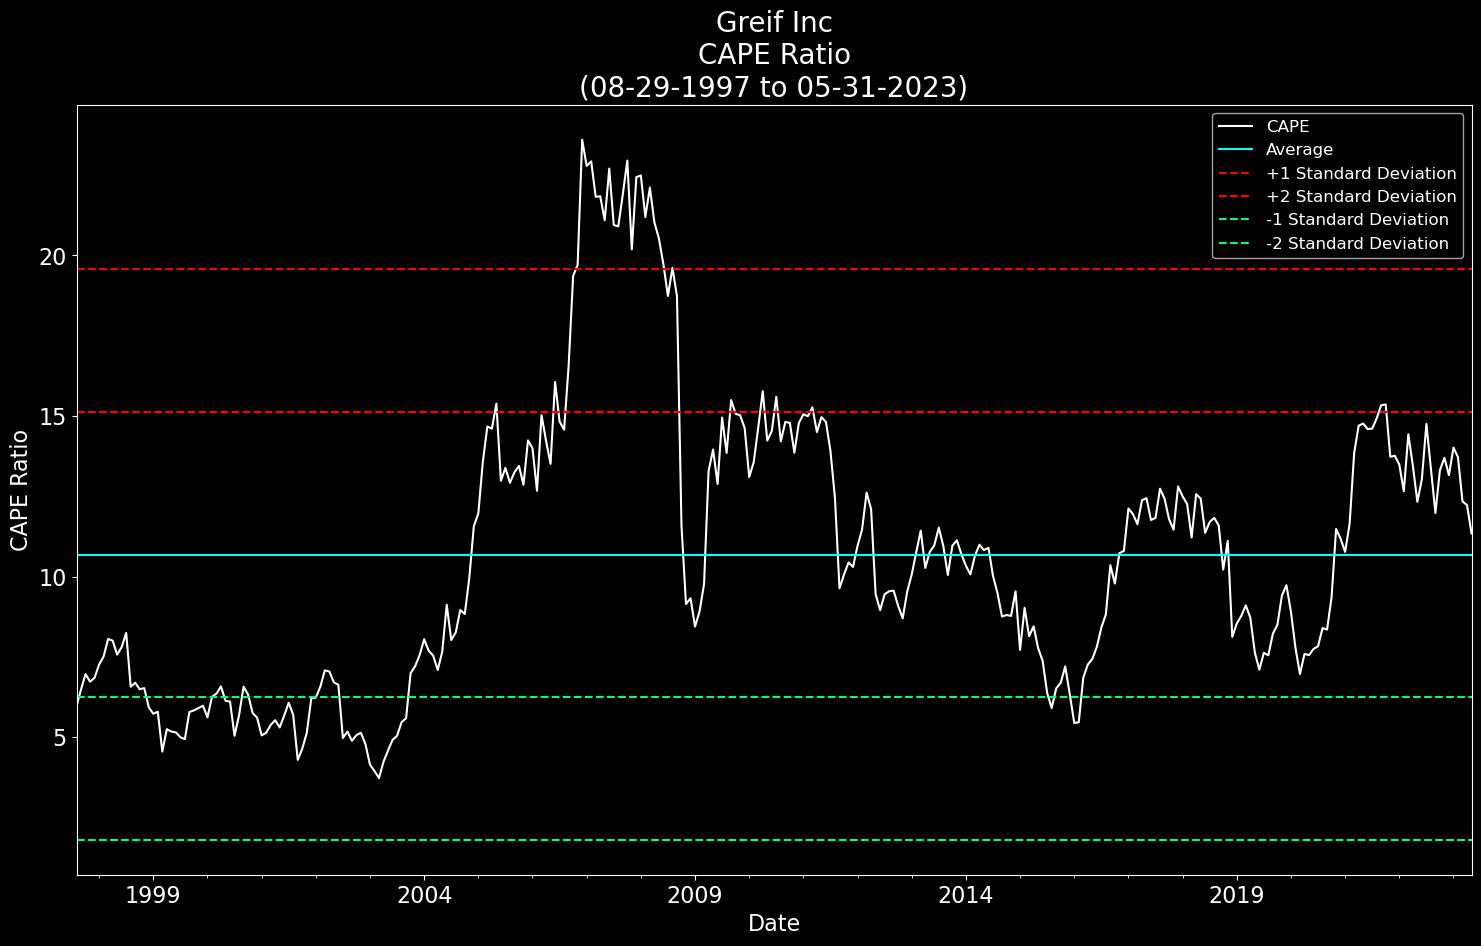 Greif Inc
CAPE Ratio
(08-29-1997 to 05-31-2023)
CAPE
Average
+1 Standard Deviation
+2 Standard Deviation
-1 Standard Deviation
-2 Standard Deviation
CAPE Ratio
20
15
10
5
1999
2004
2009
2014
2019
Date